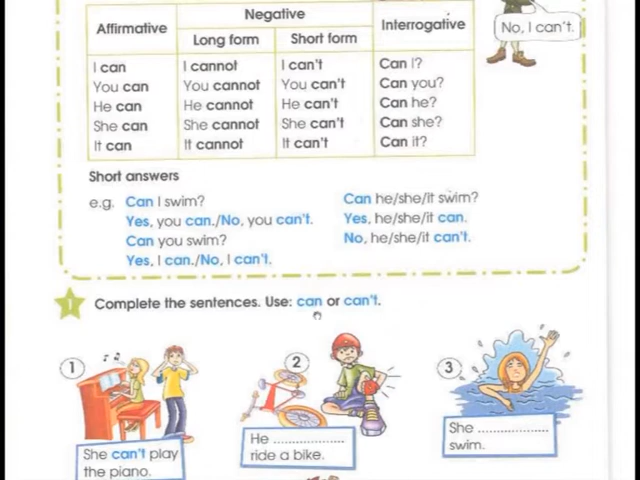 Affirmative
Negative
Interrogative
Long form
Short form
No, I can't.
I can
I cannot
I can't
Can I?
You can
You cannot
You can't
Can you?
He can
He cannot
He can't
Can he?
She can
She cannot
She can't
Can she?
It can
It cannot
It can't
Can it?
Short answers
e.g. Can I swim?
Yes, you can./No, you can't.
Can you swim?
Yes, I can./No, I can't.
Can he/she/it swim?
Yes, he/she/it can.
No, he/she/it can't.
1 Complete the sentences. Use: can or can't.
1
She can't play
the piano.
2
He ..................
ride a bike.
3
She ..................
swim.